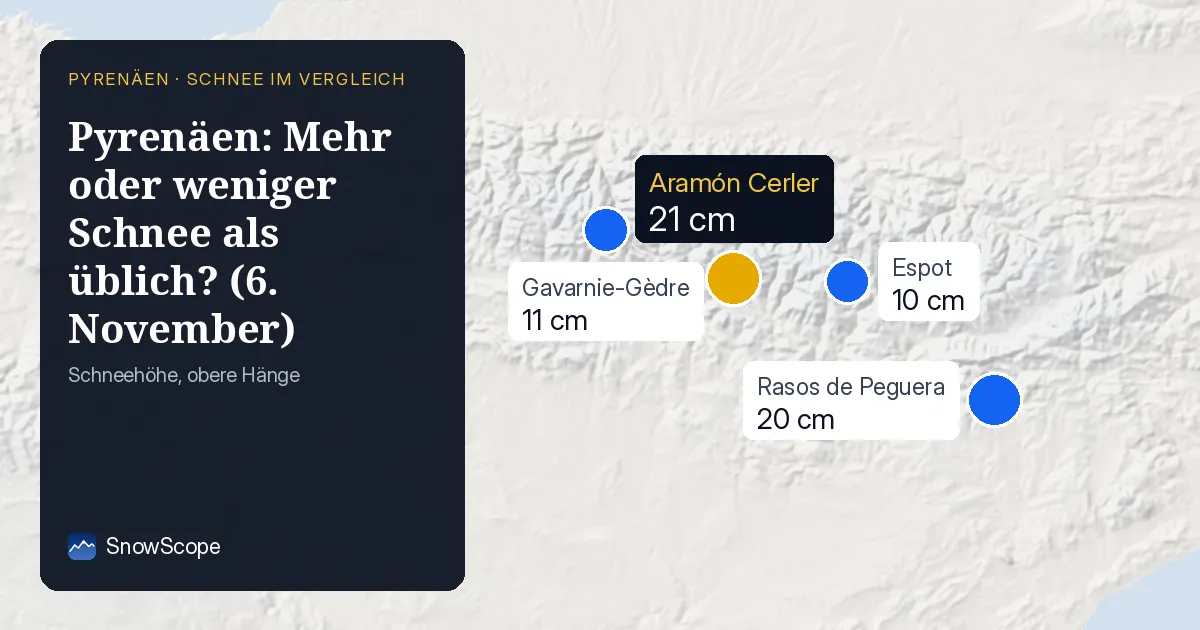 PYRENÄEN · SCHNEE IM VERGLEICH
Pyrenäen: Mehr
oder weniger
Schnee als
üblich? (6.
November)
Schneehöhe, obere Hänge
SnowScope
Aramón Cerler
21 cm
Gavarnie-Gèdre
11 cm
Espot
10 cm
Rasos de Peguera
20 cm